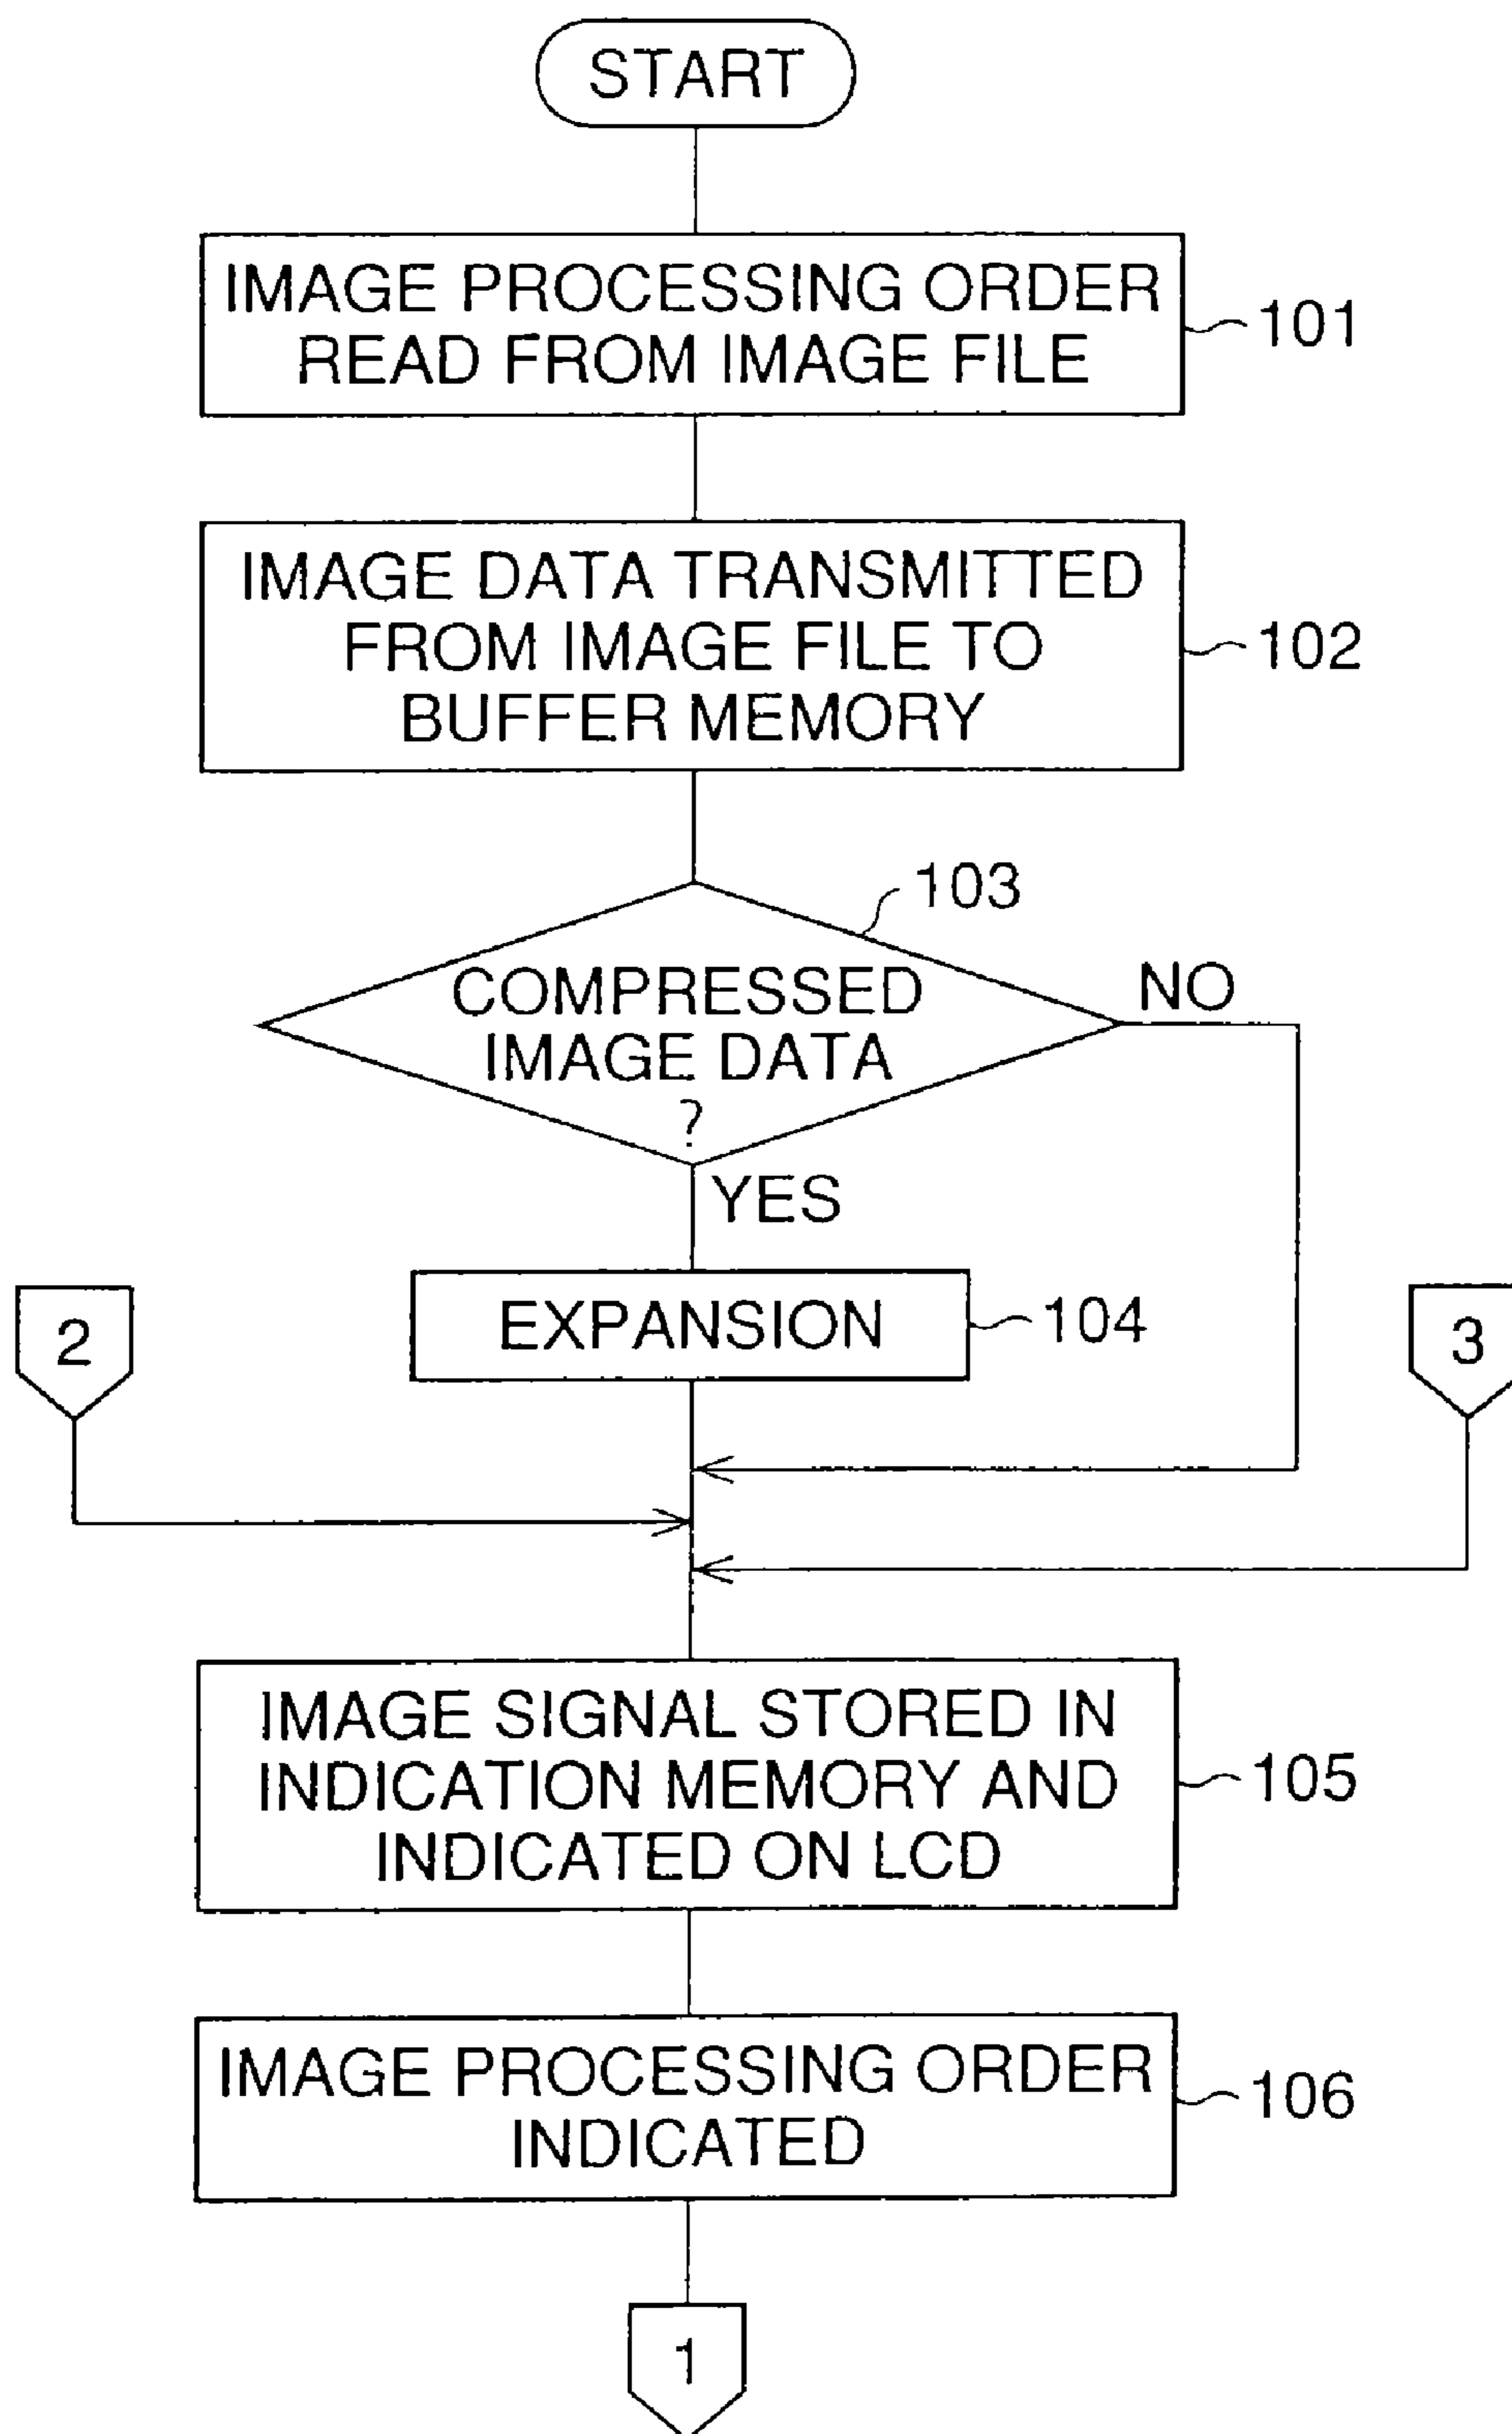 START
IMAGE PROCESSING ORDER
READ FROM IMAGE FILE
101
IMAGE DATA TRANSMITTED
FROM IMAGE FILE TO
BUFFER MEMORY
102
103
COMPRESSED
IMAGE DATA
?
NO
YES
EXPANSION
104
2
3
IMAGE SIGNAL STORED IN
INDICATION MEMORY AND
INDICATED ON LCD
105
IMAGE PROCESSING ORDER
INDICATED
106
1